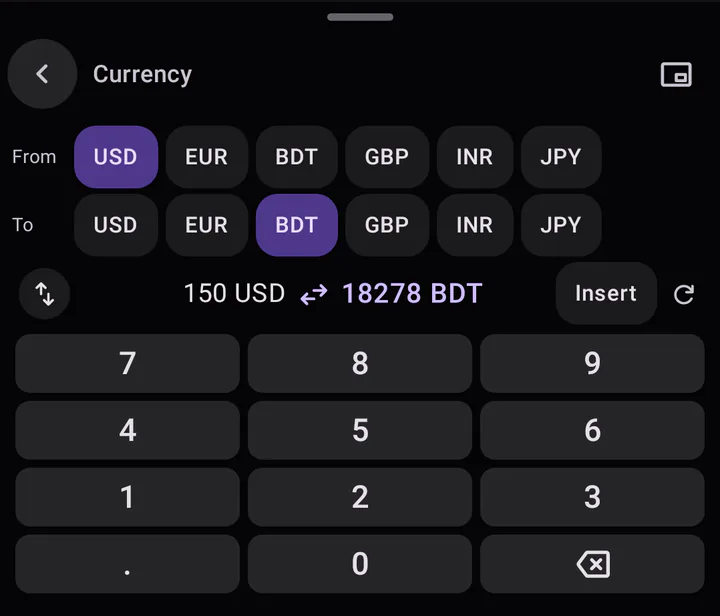 Currency
From USD EUR BDT GBP INR JPY
To USD EUR BDT GBP INR JPY
150 USD 18278 BDT Insert
7 8 9
4 5 6
1 2 3
. 0